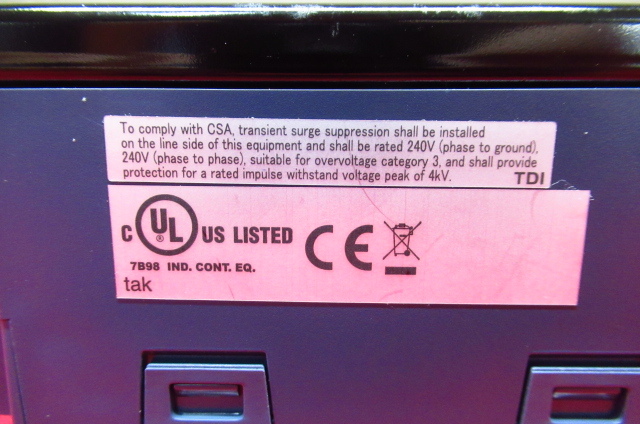 To comply with CSA, transient surge suppression shall be installed
on the line side of this equipment and shall be rated 240V (phase to ground),
240V (phase to phase), suitable for overvoltage category 3, and shall provide
protection for a rated impulse withstand voltage peak of 4kV. TDI
C UL ® US LISTED CE
7B98 IND. CONT. EQ.
tak